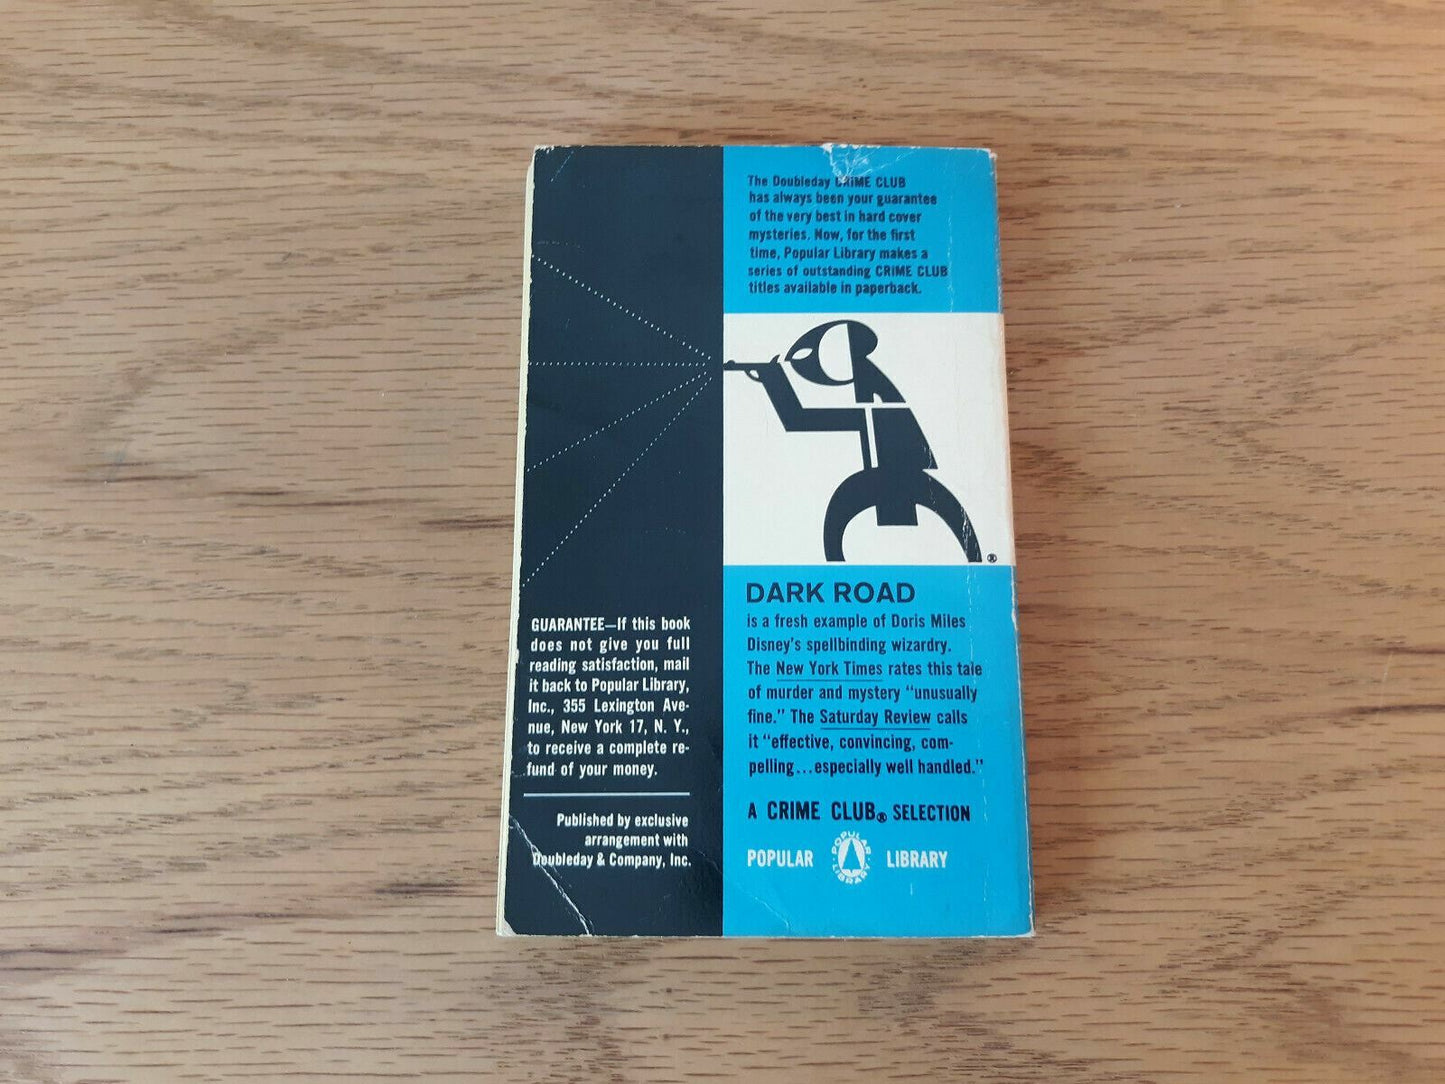 The Doubleday CRIME CLUB
has always been your guarantee
of the very best in hard cover
mysteries. Now, for the first
time, Popular Library makes a
series of outstanding CRIME CLUB
titles available in paperback.
®
DARK ROAD
is a fresh example of Doris Miles
Disney's spellbinding wizardry.
The New York Times rates this tale
of murder and mystery "unusually
fine." The Saturday Review calls
it "effective, convincing, com-
pelling...especially well handled."
A CRIME CLUB® SELECTION
POPULAR LIBRARY
POPULAR LIBRARY
GUARANTEE—If this book
does not give you full
reading satisfaction, mail
it back to Popular Library,
Inc., 355 Lexington Ave-
nue, New York 17, N. Y.,
to receive a complete re-
fund of your money.
Published by exclusive
arrangement with
Doubleday & Company, Inc.